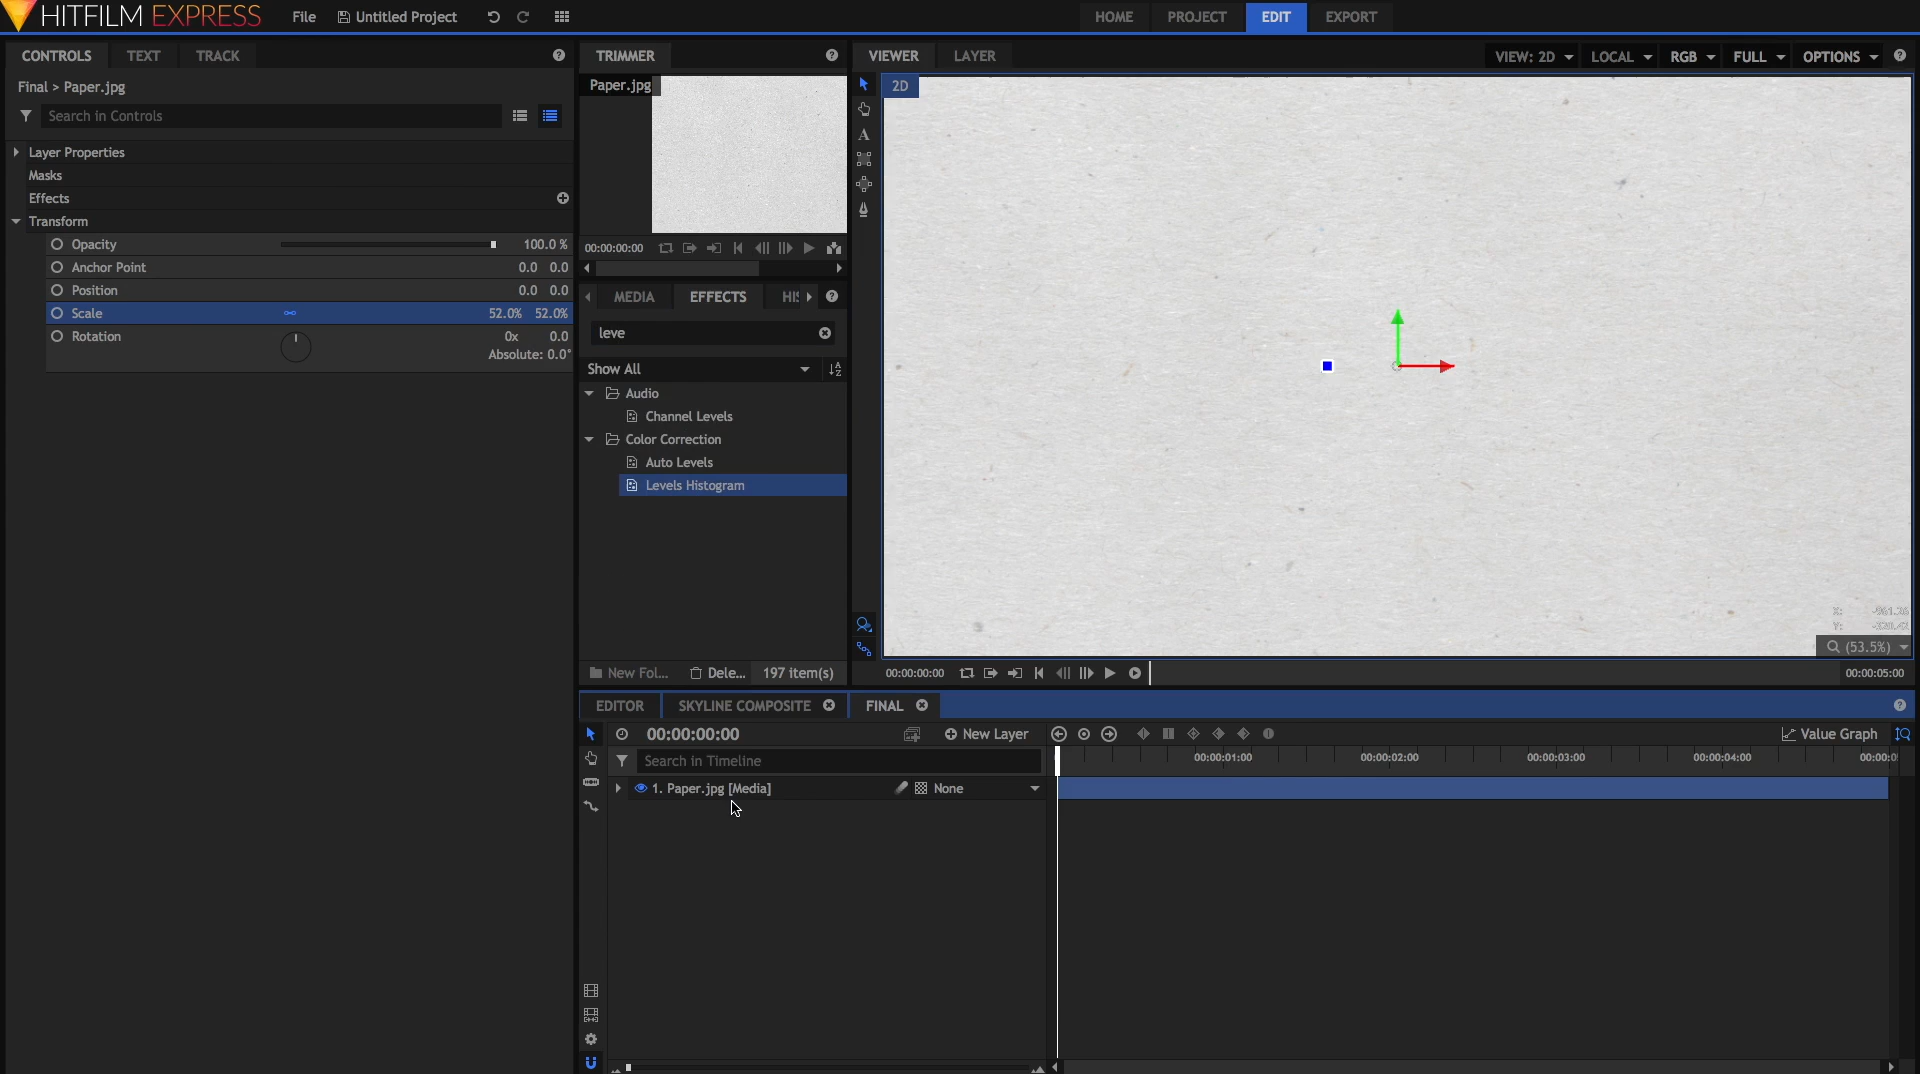 HITFILM EXPRESS
File
Untitled Project
HOME
PROJECT
EDIT
EXPORT
CONTROLS
TEXT
TRACK
Final > Paper.jpg
Search in Controls
Layer Properties
Masks
Effects
Transform
Opacity 100.0 %
Anchor Point 0.0 0.0
Position 0.0 0.0
Scale 52.0% 52.0%
Rotation 0x 0.0
Absolute: 0.0°
TRIMMER
Paper.jpg
00:00:00:00
MEDIA
EFFECTS
HIS
leve
Show All
Audio
Channel Levels
Color Correction
Auto Levels
Levels Histogram
New Fol...
Dele...
197 item(s)
VIEWER
LAYER
VIEW: 2D
LOCAL
RGB
FULL
OPTIONS
2D
X:
Y:
(53.5%)
00:00:00:00
00:00:05:00
EDITOR
SKYLINE COMPOSITE
FINAL
00:00:00:00
New Layer
Value Graph
Search in Timeline
00:00:01:00
00:00:02:00
00:00:03:00
00:00:04:00
00:00:0
1. Paper.jpg [Media]
None